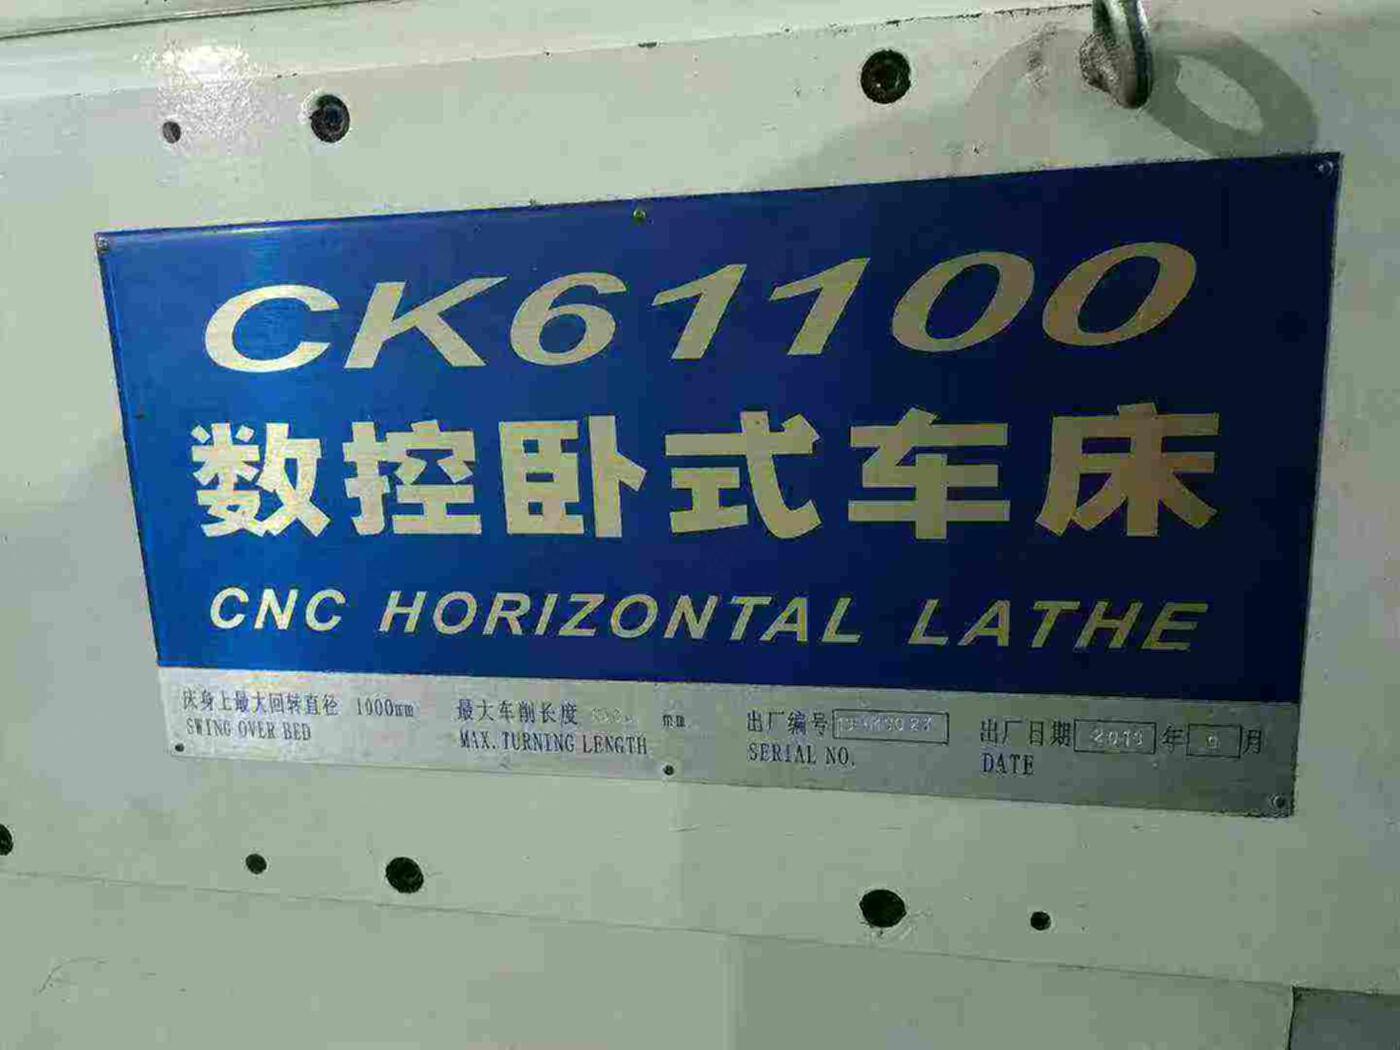 CK61100
数控卧式车床
CNC HORIZONTAL LATHE
床身上最大回转直径 1000mm 最大车削长度 mm 出厂编号 出厂日期 年 月
SWING OVER BED MAX. TURNING LENGTH SERIAL NO. DATE